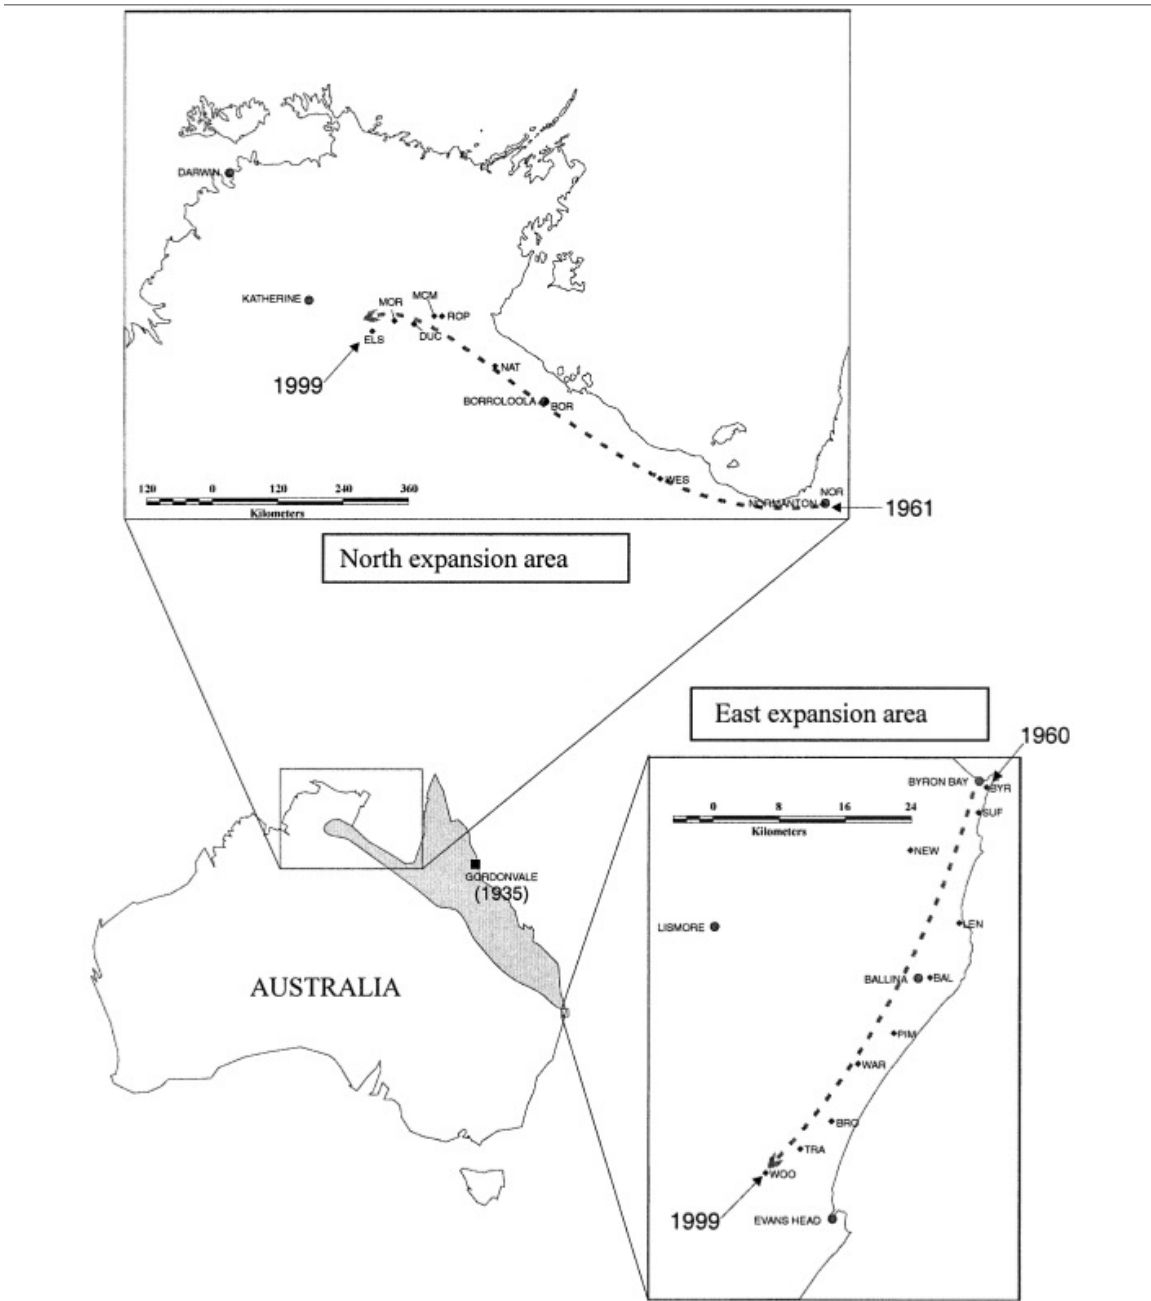 DARWIN
KATHERINE
MOR
MCM
ROP
DUC
ELS
1999
NAT
BORROLOOLA
BOR
WES
NOR
NORMANTON
1961
120 0 120 240 360
Kilometers
North expansion area
East expansion area
1960
BYRON BAY
BYR
0 8 16 24
Kilometers
SUF
NEW
GORDONVALE
(1935)
LISMORE
LEN
BALLINA
BAL
AUSTRALIA
PIM
WAR
BRO
TRA
WOO
1999
EVANS HEAD